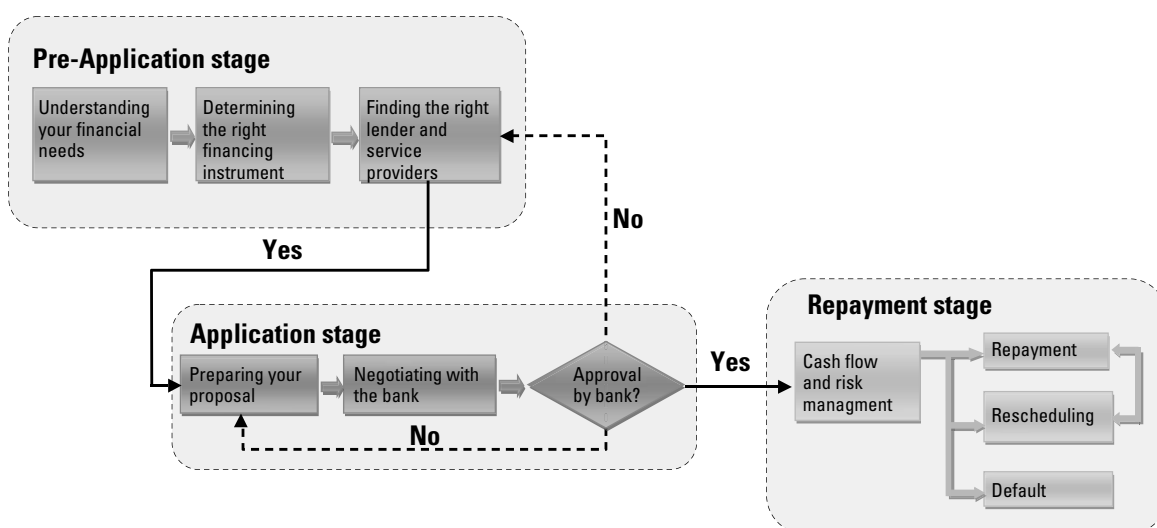 Pre-Application stage
Understanding
your financial
needs
Determining
the right
financing
instrument
Finding the right
lender and
service
providers
No
Yes
Application stage
Preparing your
proposal
Negotiating with
the bank
Approval
by bank?
No
Yes
Repayment stage
Cash flow
and risk
managment
Repayment
Rescheduling
Default